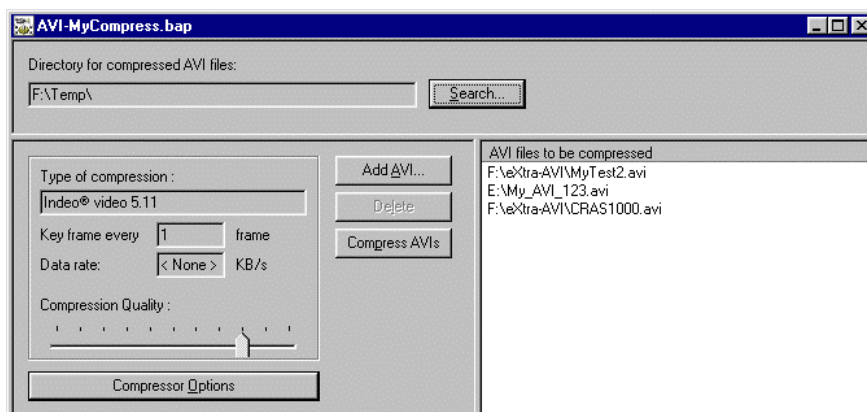 AVI-MyCompress.bap
Directory for compressed AVI files:
F:\Temp\
Search...
Type of compression :
Indeo® video 5.11
Key frame every 1 frame
Data rate: < None > KB/s
Compression Quality :
Compressor Options
Add AVI...
Delete
Compress AVIs
AVI files to be compressed
F:\eXtra-AVI\MyTest2.avi
E:\My_AVI_123.avi
F:\eXtra-AVI\CRAS1000.avi